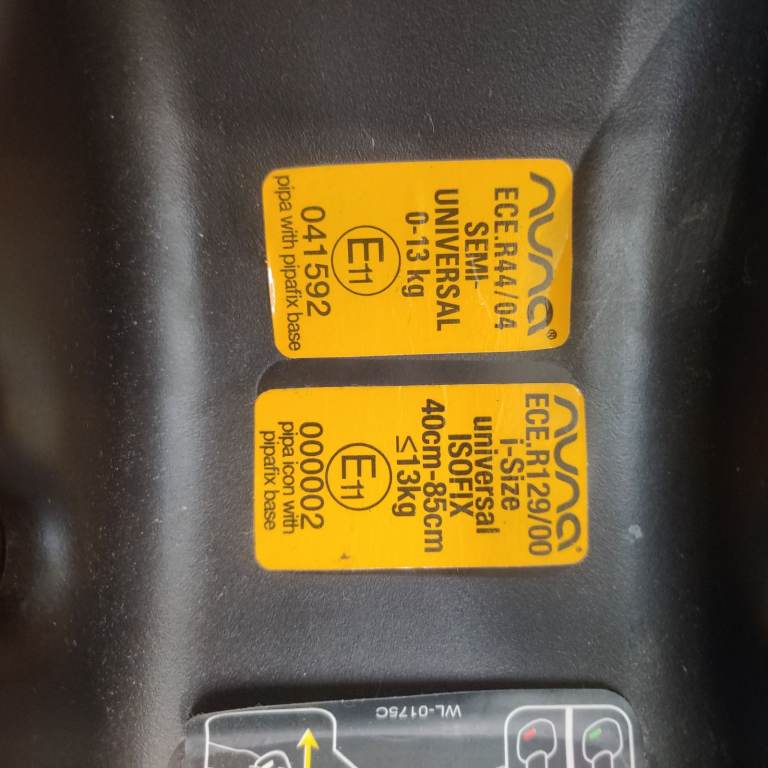 nuna®
ECE.R44/04
SEMI-
UNIVERSAL
0-13 kg
E11
041592
pipa with pipafix base
nuna
ECE.R129/00
i-Size
universal
ISOFIX
40cm-85cm
≤13kg
E11
000002
pipa icon with
pipafix base
WL-0175C